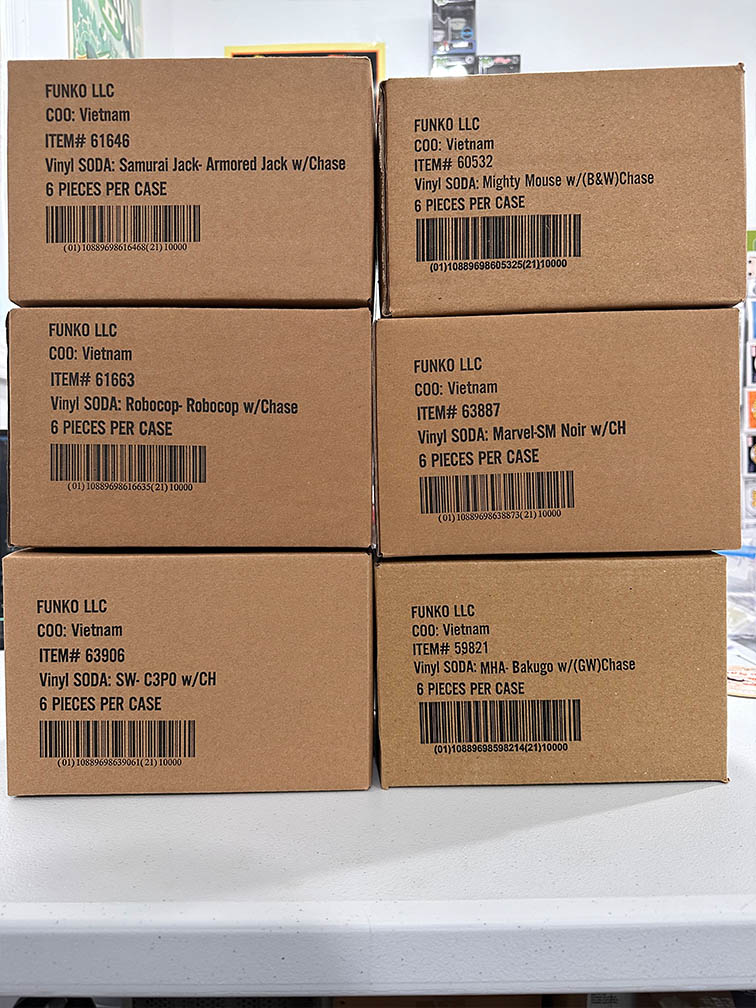 FUNKO LLC
COO: Vietnam
ITEM# 61646
Vinyl SODA: Samurai Jack- Armored Jack w/Chase
6 PIECES PER CASE
(01)10889698616468(21)10000
FUNKO LLC
COO: Vietnam
ITEM# 60532
Vinyl SODA: Mighty Mouse w/(B&W)Chase
6 PIECES PER CASE
(01)10889698605325(21)10000
FUNKO LLC
COO: Vietnam
ITEM# 61663
Vinyl SODA: Robocop- Robocop w/Chase
6 PIECES PER CASE
(01)10889698616635(21)10000
FUNKO LLC
COO: Vietnam
ITEM# 63887
Vinyl SODA: Marvel-SM Noir w/CH
6 PIECES PER CASE
(01)10889698638873(21)10000
FUNKO LLC
COO: Vietnam
ITEM# 63906
Vinyl SODA: SW- C3PO w/CH
6 PIECES PER CASE
(01)10889698639061(21)10000
FUNKO LLC
COO: Vietnam
ITEM# 59821
Vinyl SODA: MHA- Bakugo w/(GW)Chase
6 PIECES PER CASE
(01)10889698598214(21)10000